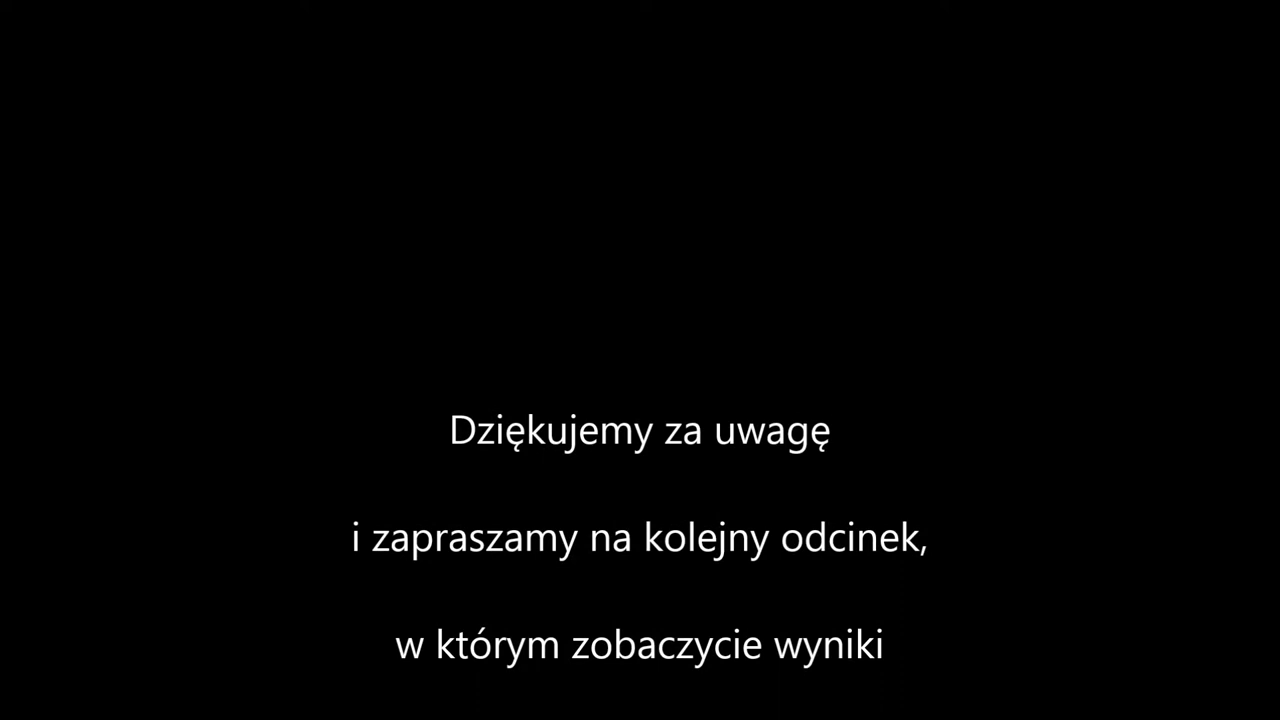 Dziękujemy za uwagę
i zapraszamy na kolejny odcinek,
w którym zobaczycie wyniki